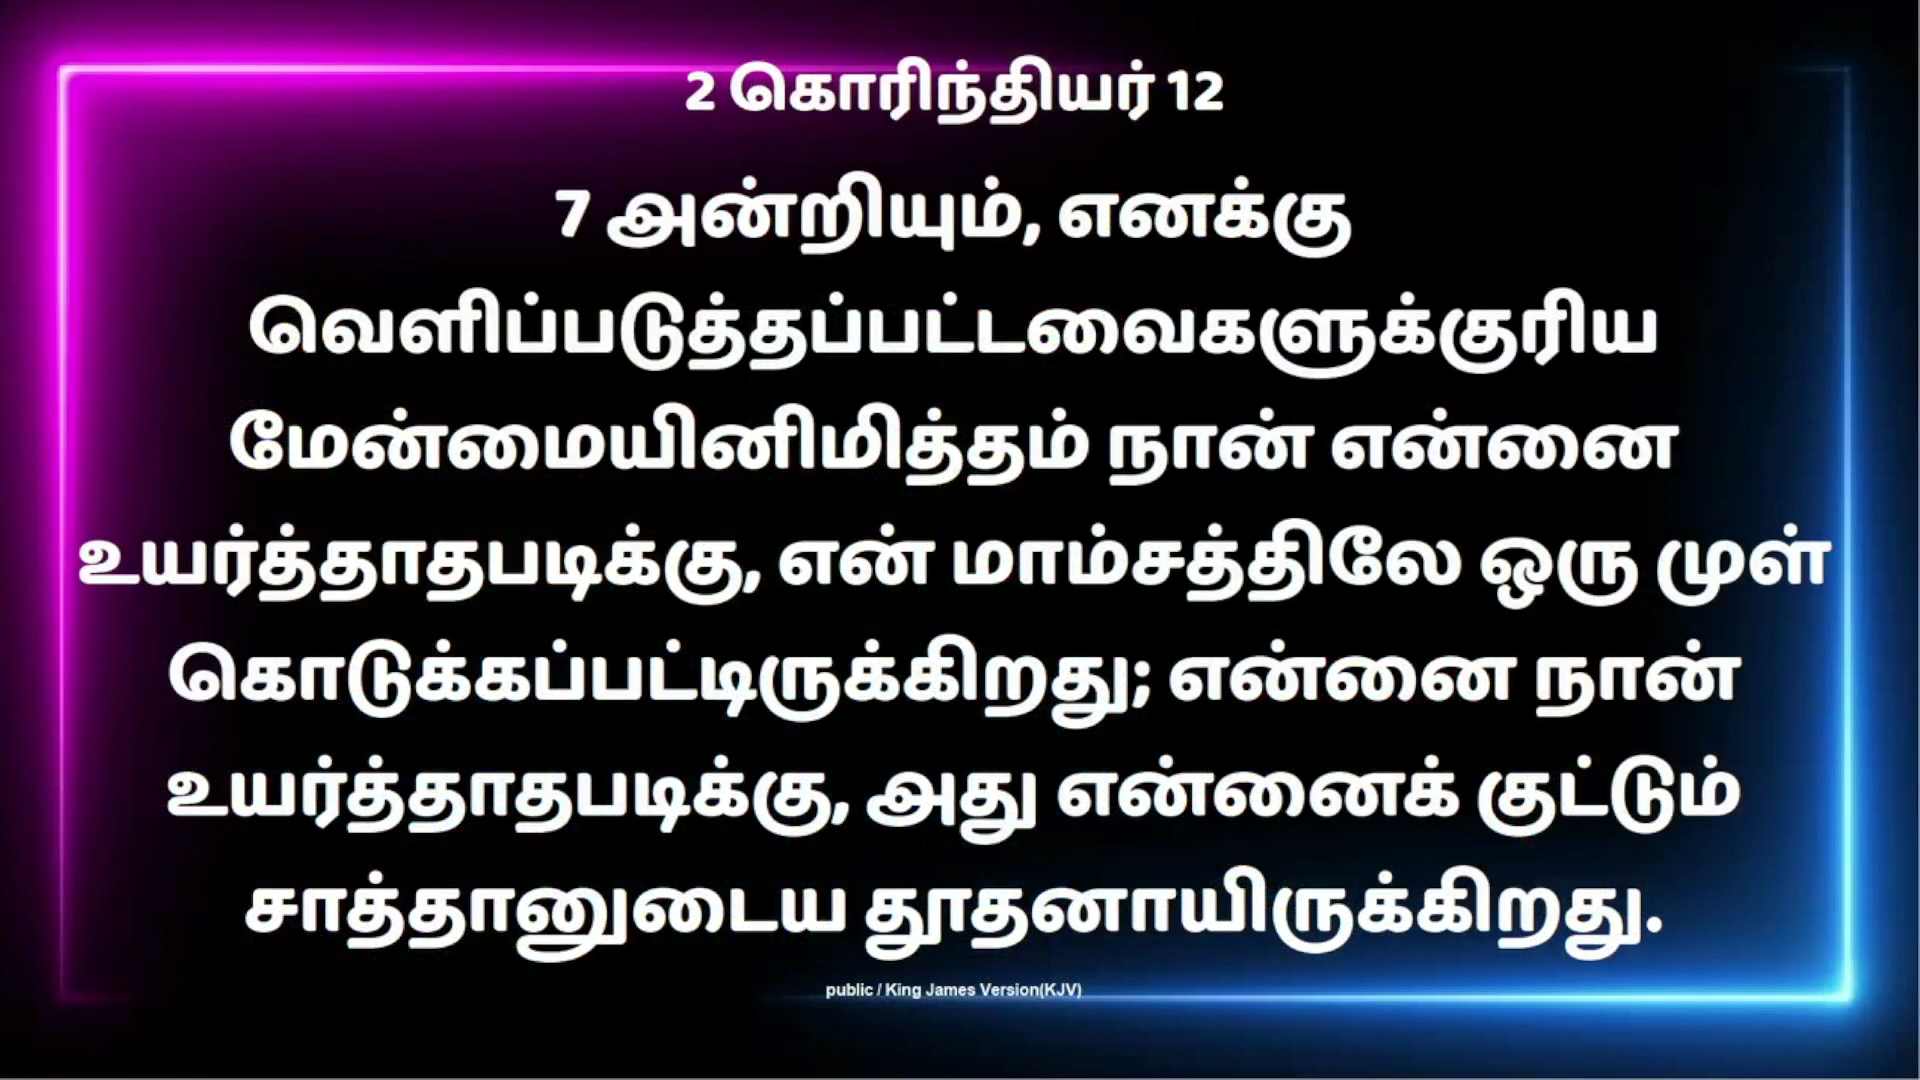 2 கொரிந்தியர் 12
7 அன்றியும், எனக்கு
வெளிப்படுத்தப்பட்டவைகளுக்குரிய
மேன்மையினிமித்தம் நான் என்னை
உயர்த்தாதபடிக்கு, என் மாம்சத்திலே ஒரு முள்
கொடுக்கப்பட்டிருக்கிறது; என்னை நான்
உயர்த்தாதபடிக்கு, அது என்னைக் குட்டும்
சாத்தானுடைய தூதனாயிருக்கிறது.
public / King James Version(KJV)